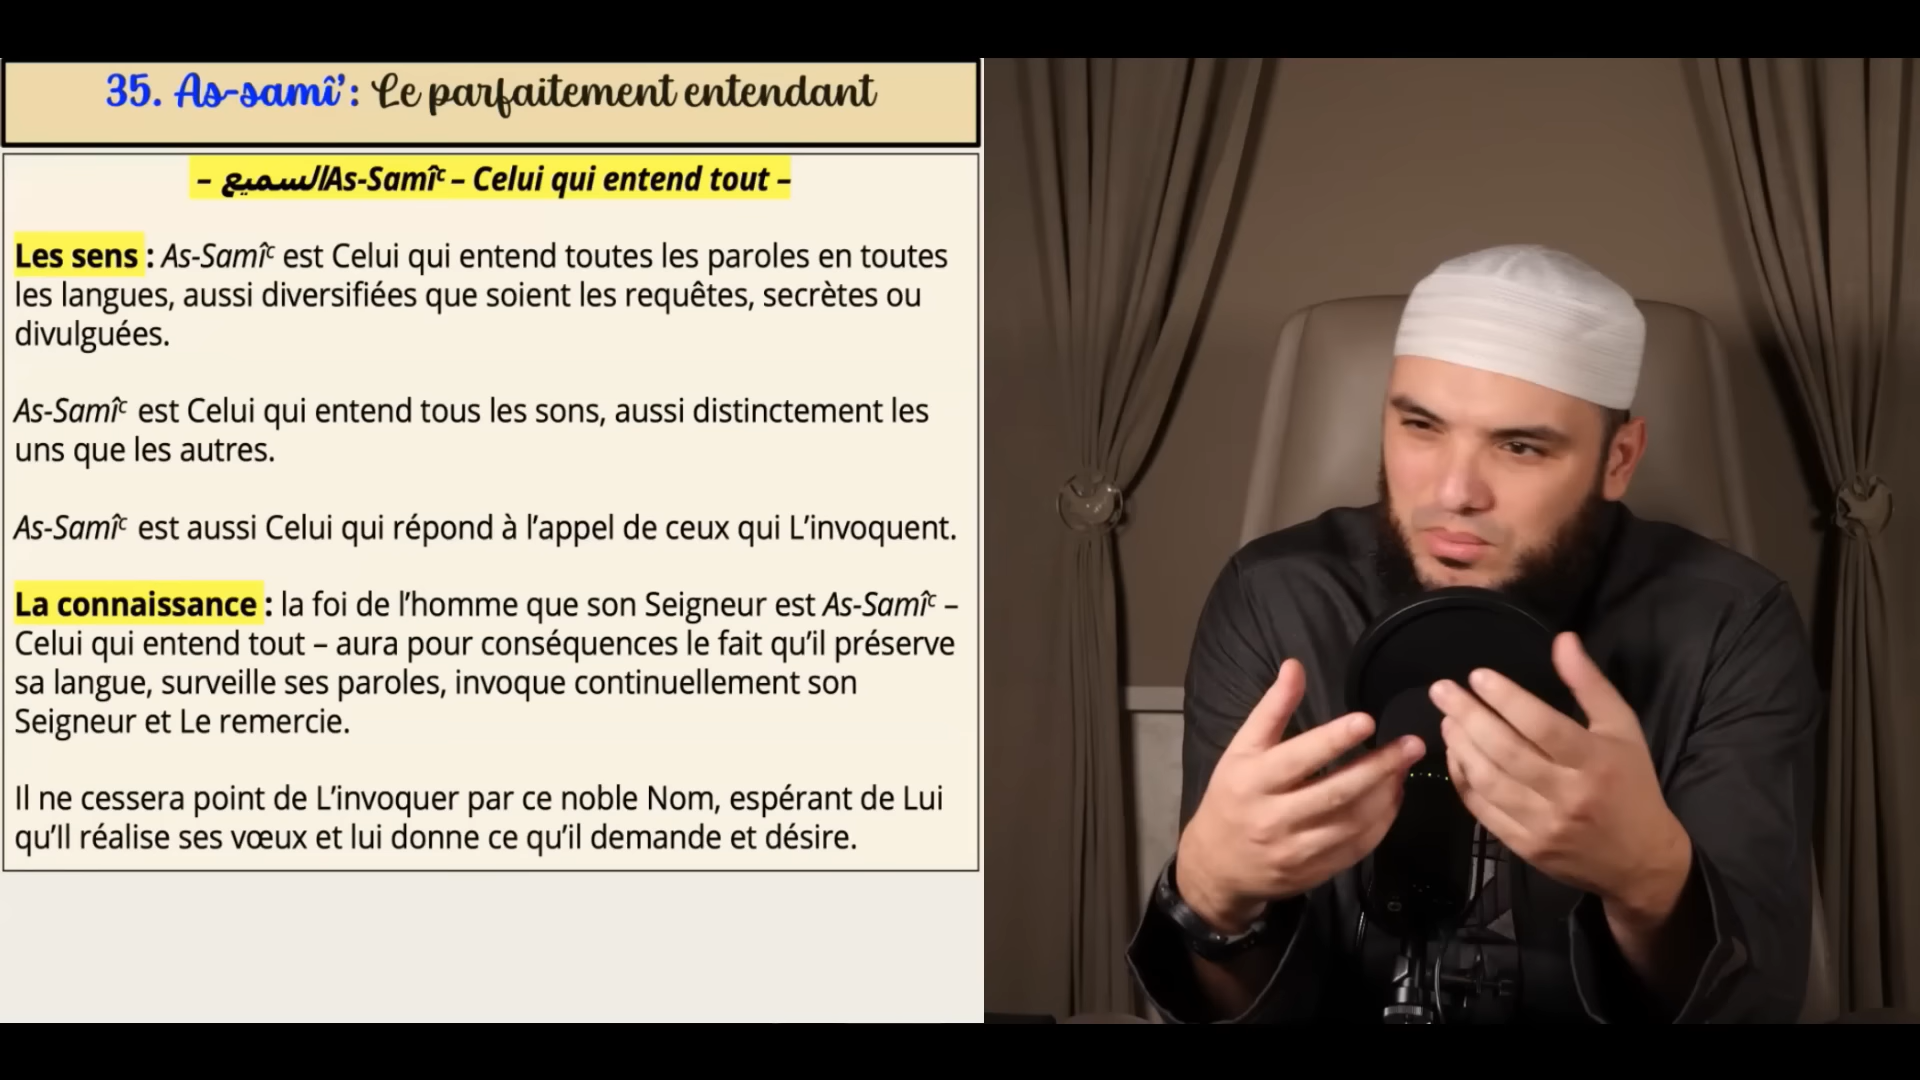 35. As-samî’: Le parfaitement entendant
– السميعAs-Samîᶜ – Celui qui entend tout –
Les sens : As-Samîᶜ est Celui qui entend toutes les paroles en toutes
les langues, aussi diversifiées que soient les requêtes, secrètes ou
divulguées.
As-Samîᶜ est Celui qui entend tous les sons, aussi distinctement les
uns que les autres.
As-Samîᶜ est aussi Celui qui répond à l’appel de ceux qui L’invoquent.
La connaissance : la foi de l’homme que son Seigneur est As-Samîᶜ –
Celui qui entend tout – aura pour conséquences le fait qu’il préserve
sa langue, surveille ses paroles, invoque continuellement son
Seigneur et Le remercie.
Il ne cessera point de L’invoquer par ce noble Nom, espérant de Lui
qu’Il réalise ses vœux et lui donne ce qu’il demande et désire.